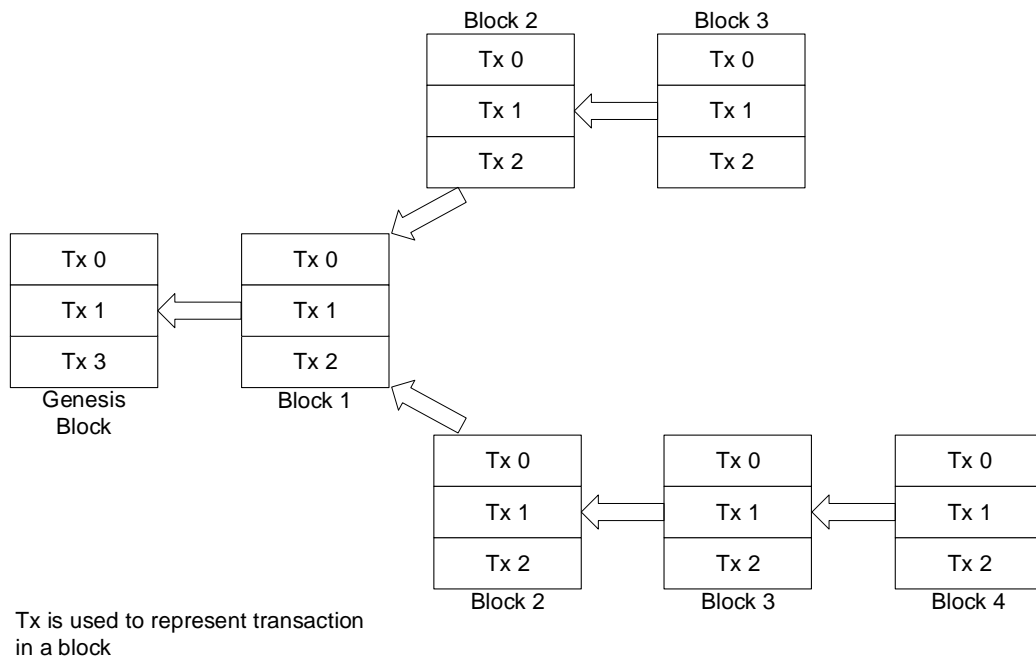 Block 2
Tx 0
Tx 1
Tx 2
Block 3
Tx 0
Tx 1
Tx 2
Tx 0
Tx 1
Tx 3
Genesis
Block
Tx 0
Tx 1
Tx 2
Block 1
Tx 0
Tx 1
Tx 2
Block 2
Tx 0
Tx 1
Tx 2
Block 3
Tx 0
Tx 1
Tx 2
Block 4
Tx is used to represent transaction
in a block